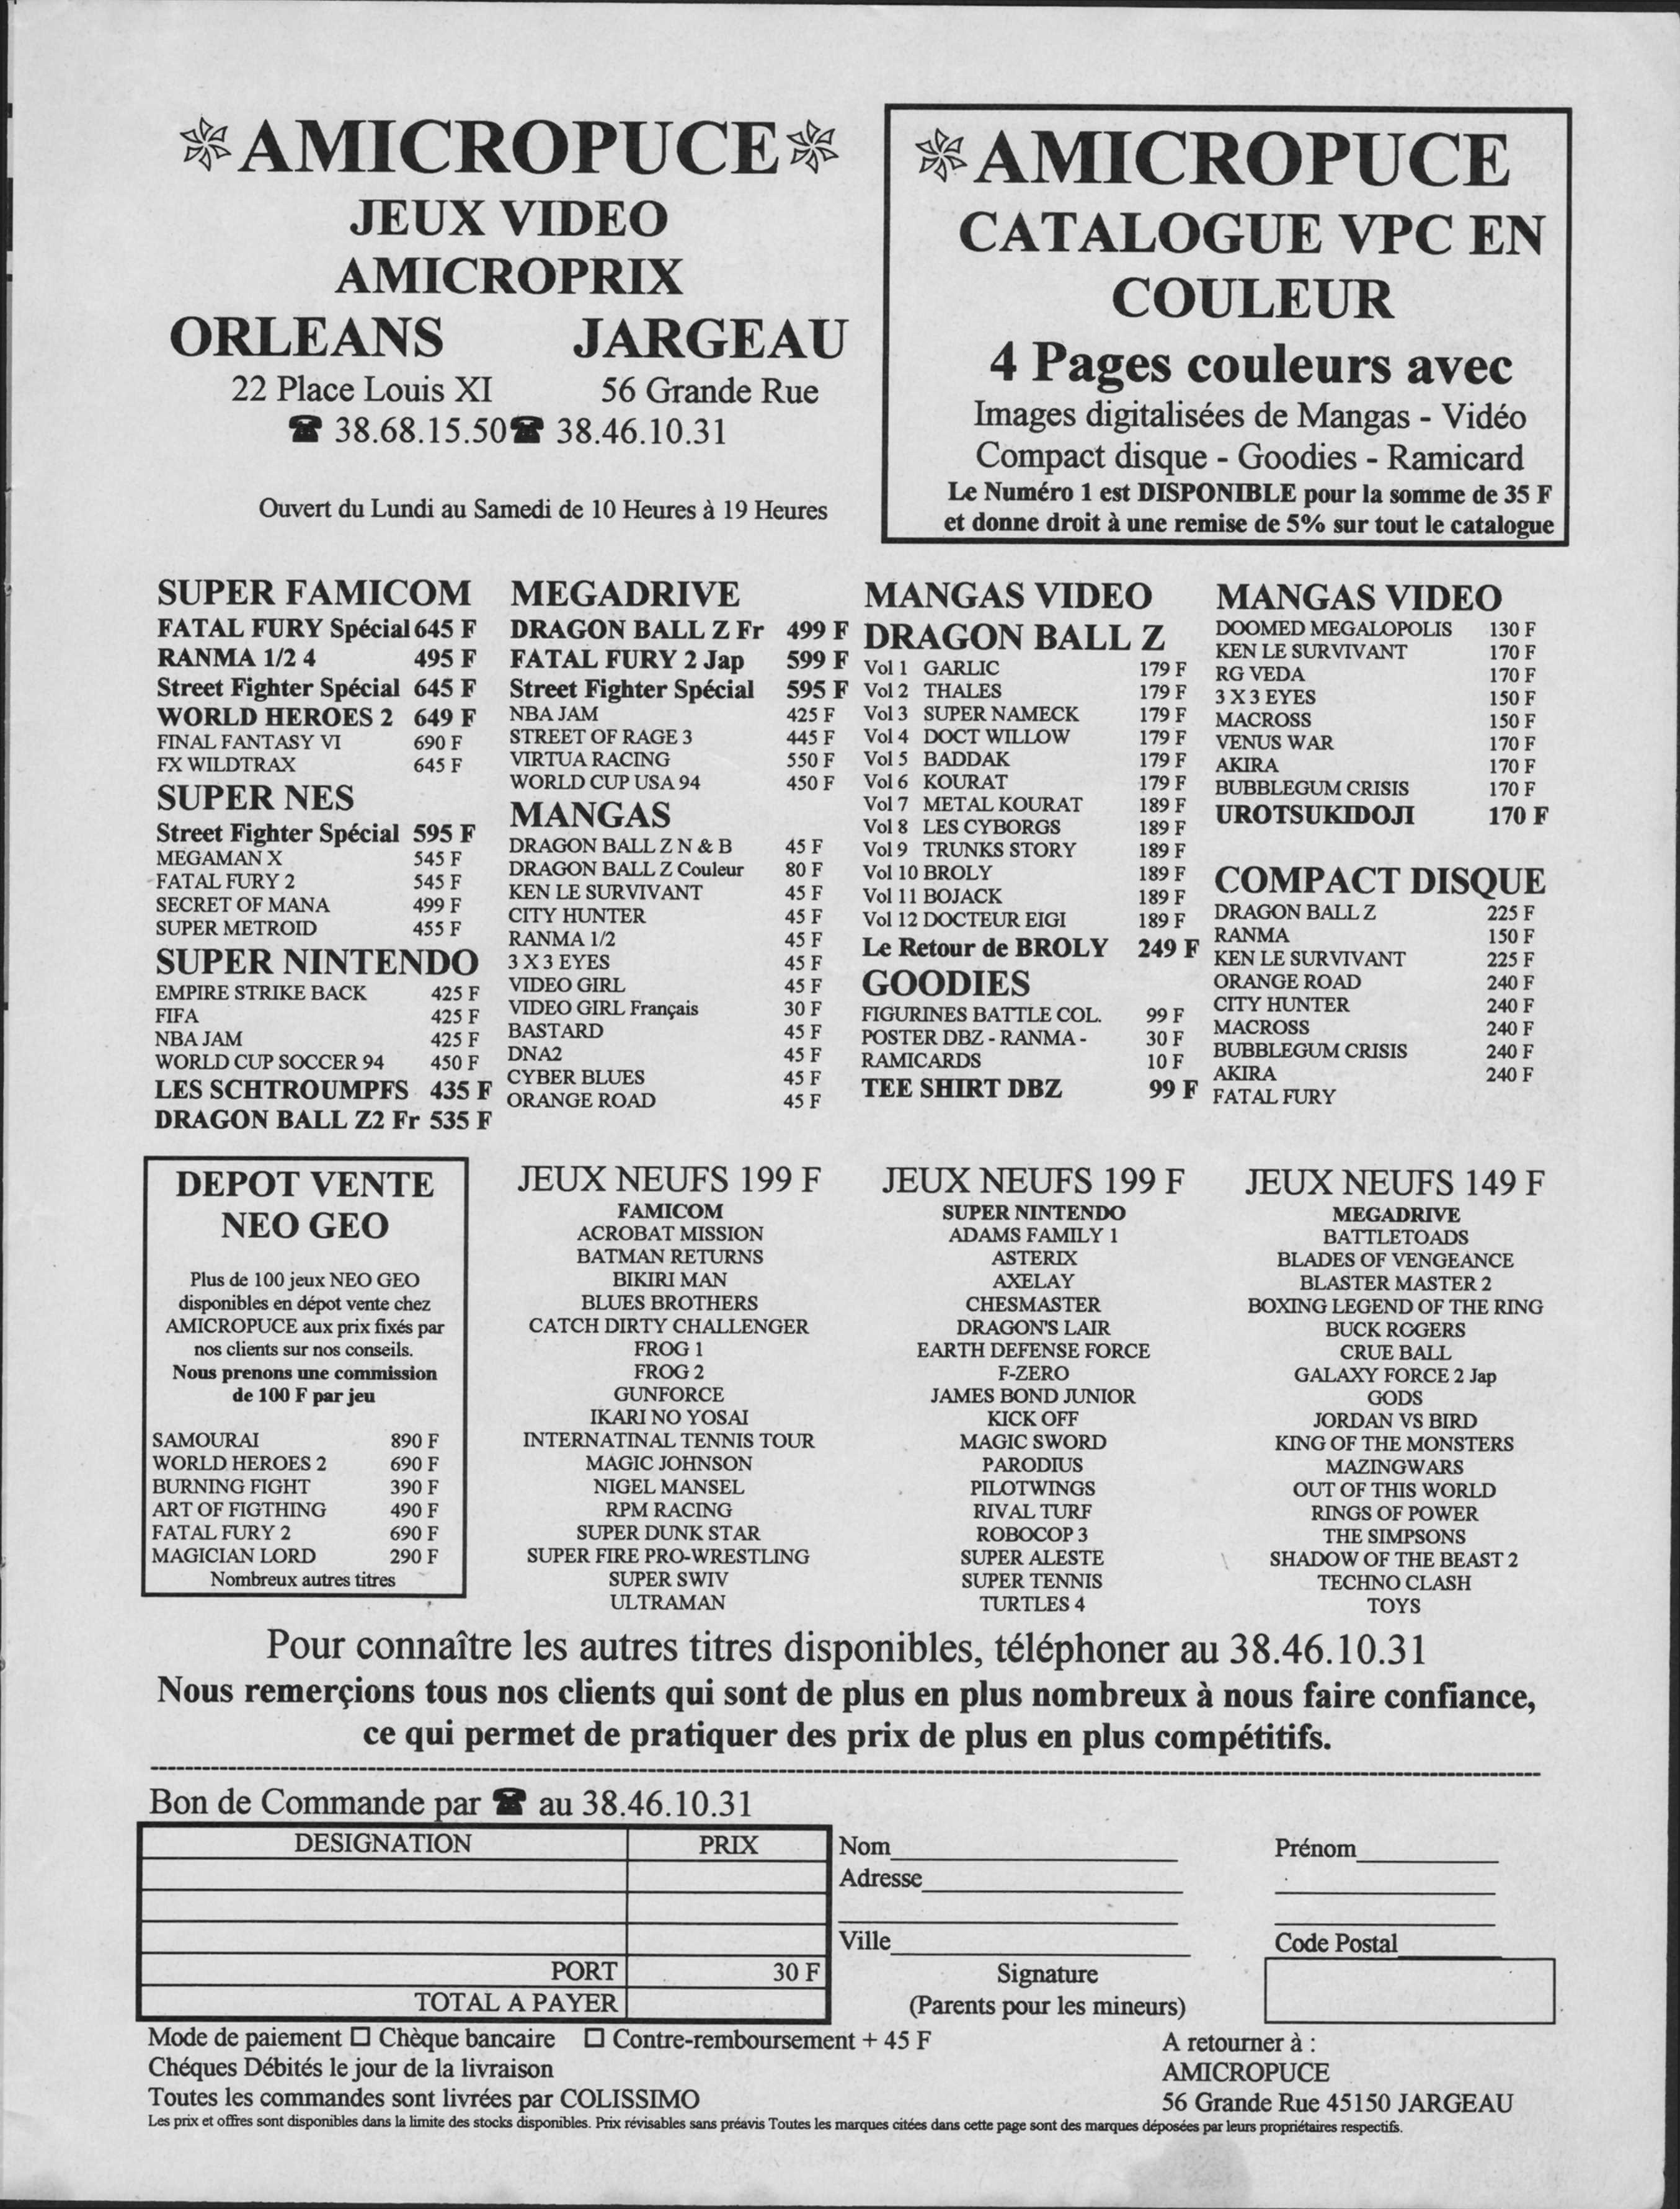 AMICROPUCE
JEUX VIDEO
AMICROPRIX
ORLEANS JARGEAU
22 Place Louis XI 56 Grande Rue
☎ 38.68.15.50 ☎ 38.46.10.31
Ouvert du Lundi au Samedi de 10 Heures à 19 Heures
AMICROPUCE
CATALOGUE VPC EN
COULEUR
4 Pages couleurs avec
Images digitalisées de Mangas - Vidéo
Compact disque - Goodies - Ramicard
Le Numéro 1 est DISPONIBLE pour la somme de 35 F
et donne droit à une remise de 5% sur tout le catalogue
SUPER FAMICOM
FATAL FURY Spécial 645 F
RANMA 1/2 4 495 F
Street Fighter Spécial 645 F
WORLD HEROES 2 649 F
FINAL FANTASY VI 690 F
FX WILDTRAX 645 F
SUPER NES
Street Fighter Spécial 595 F
MEGAMAN X 545 F
FATAL FURY 2 545 F
SECRET OF MANA 499 F
SUPER METROID 455 F
SUPER NINTENDO
EMPIRE STRIKE BACK 425 F
FIFA 425 F
NBA JAM 425 F
WORLD CUP SOCCER 94 450 F
LES SCHTROUMPFS 435 F
DRAGON BALL Z2 Fr 535 F
MEGADRIVE
DRAGON BALL Z Fr 499 F
FATAL FURY 2 Jap 599 F
Street Fighter Spécial 595 F
NBA JAM 425 F
STREET OF RAGE 3 445 F
VIRTUA RACING 550 F
WORLD CUP USA 94 450 F
MANGAS
DRAGON BALL Z N & B 45 F
DRAGON BALL Z Couleur 80 F
KEN LE SURVIVANT 45 F
CITY HUNTER 45 F
RANMA 1/2 45 F
3 X 3 EYES 45 F
VIDEO GIRL 45 F
VIDEO GIRL Français 30 F
BASTARD 45 F
DNA2 45 F
CYBER BLUES 45 F
ORANGE ROAD 45 F
MANGAS VIDEO
DRAGON BALL Z
Vol 1 GARLIC 179 F
Vol 2 THALES 179 F
Vol 3 SUPER NAMECK 179 F
Vol 4 DOCT WILLOW 179 F
Vol 5 BADDAK 179 F
Vol 6 KOURAT 179 F
Vol 7 METAL KOURAT 189 F
Vol 8 LES CYBORGS 189 F
Vol 9 TRUNKS STORY 189 F
Vol 10 BROLY 189 F
Vol 11 BOJACK 189 F
Vol 12 DOCTEUR EIGI 189 F
Le Retour de BROLY 249 F
GOODIES
FIGURINES BATTLE COL. 99 F
POSTER DBZ - RANMA - 30 F
RAMICARDS 10 F
TEE SHIRT DBZ 99 F
MANGAS VIDEO
DOOMED MEGALOPOLIS 130 F
KEN LE SURVIVANT 170 F
RG VEDA 170 F
3 X 3 EYES 150 F
MACROSS 150 F
VENUS WAR 170 F
AKIRA 170 F
BUBBLEGUM CRISIS 170 F
UROTSUKIDOJI 170 F
COMPACT DISQUE
DRAGON BALL Z 225 F
RANMA 150 F
KEN LE SURVIVANT 225 F
ORANGE ROAD 240 F
CITY HUNTER 240 F
MACROSS 240 F
BUBBLEGUM CRISIS 240 F
AKIRA 240 F
FATAL FURY
DEPOT VENTE
NEO GEO
Plus de 100 jeux NEO GEO
disponibles en dépot vente chez
AMICROPUCE aux prix fixés par
nos clients sur nos conseils.
Nous prenons une commission
de 100 F par jeu
SAMOURAI 890 F
WORLD HEROES 2 690 F
BURNING FIGHT 390 F
ART OF FIGTHING 490 F
FATAL FURY 2 690 F
MAGICIAN LORD 290 F
Nombreux autres titres
JEUX NEUFS 199 F
FAMICOM
ACROBAT MISSION
BATMAN RETURNS
BIKIRI MAN
BLUES BROTHERS
CATCH DIRTY CHALLENGER
FROG 1
FROG 2
GUNFORCE
IKARI NO YOSAI
INTERNATINAL TENNIS TOUR
MAGIC JOHNSON
NIGEL MANSEL
RPM RACING
SUPER DUNK STAR
SUPER FIRE PRO-WRESTLING
SUPER SWIV
ULTRAMAN
JEUX NEUFS 199 F
SUPER NINTENDO
ADAMS FAMILY 1
ASTERIX
AXELAY
CHESMASTER
DRAGON'S LAIR
EARTH DEFENSE FORCE
F-ZERO
JAMES BOND JUNIOR
KICK OFF
MAGIC SWORD
PARODIUS
PILOTWINGS
RIVAL TURF
ROBOCOP 3
SUPER ALESTE
SUPER TENNIS
TURTLES 4
JEUX NEUFS 149 F
MEGADRIVE
BATTLETOADS
BLADES OF VENGEANCE
BLASTER MASTER 2
BOXING LEGEND OF THE RING
BUCK ROGERS
CRUE BALL
GALAXY FORCE 2 Jap
GODS
JORDAN VS BIRD
KING OF THE MONSTERS
MAZINGWARS
OUT OF THIS WORLD
RINGS OF POWER
THE SIMPSONS
SHADOW OF THE BEAST 2
TECHNO CLASH
TOYS
Pour connaître les autres titres disponibles, téléphoner au 38.46.10.31
Nous remerçions tous nos clients qui sont de plus en plus nombreux à nous faire confiance,
ce qui permet de pratiquer des prix de plus en plus compétitifs.
Bon de Commande par ☎ au 38.46.10.31
DESIGNATION PRIX
PORT 30 F
TOTAL A PAYER
Nom Prénom
Adresse
Ville Code Postal
Signature
(Parents pour les mineurs)
Mode de paiement ☐ Chèque bancaire ☐ Contre-remboursement + 45 F
Chéques Débités le jour de la livraison
Toutes les commandes sont livrées par COLISSIMO
A retourner à :
AMICROPUCE
56 Grande Rue 45150 JARGEAU
Les prix et offres sont disponibles dans la limite des stocks disponibles. Prix révisables sans préavis Toutes les marques citées dans cette page sont des marques déposées par leurs propriétaires respectifs.